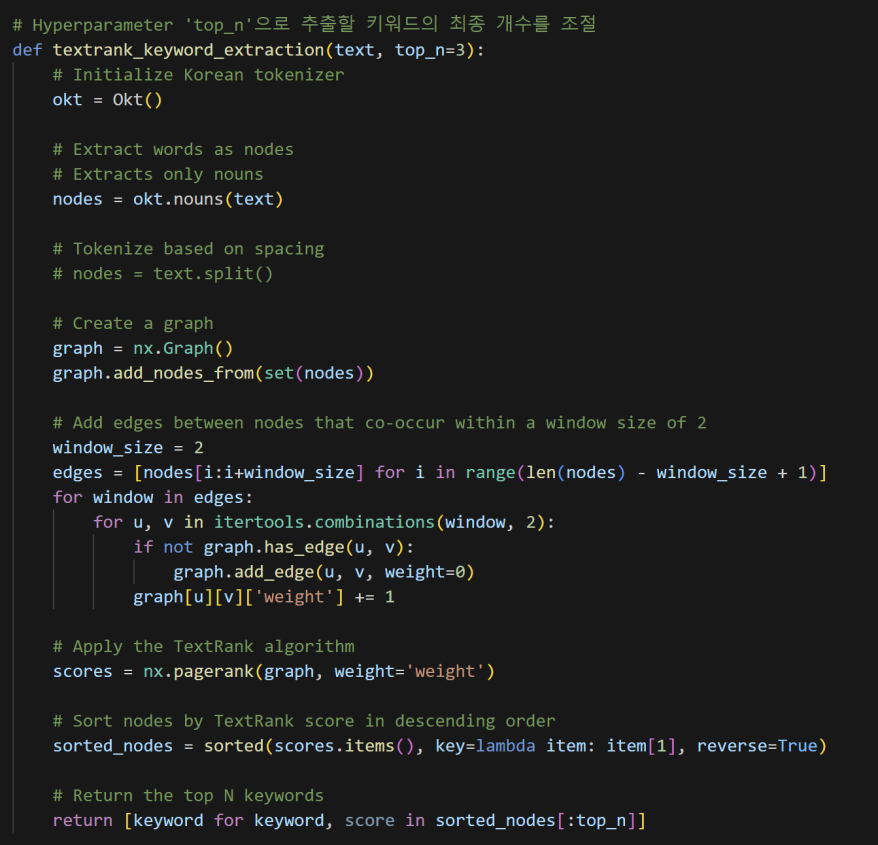 # Hyperparameter 'top_n'으로 추출할 키워드의 최종 개수를 조절
def textrank_keyword_extraction(text, top_n=3):
    # Initialize Korean tokenizer
    okt = Okt()

    # Extract words as nodes
    # Extracts only nouns
    nodes = okt.nouns(text)

    # Tokenize based on spacing
    # nodes = text.split()

    # Create a graph
    graph = nx.Graph()
    graph.add_nodes_from(set(nodes))

    # Add edges between nodes that co-occur within a window size of 2
    window_size = 2
    edges = [nodes[i:i+window_size] for i in range(len(nodes) - window_size + 1)]
    for window in edges:
        for u, v in itertools.combinations(window, 2):
            if not graph.has_edge(u, v):
                graph.add_edge(u, v, weight=0)
            graph[u][v]['weight'] += 1

    # Apply the TextRank algorithm
    scores = nx.pagerank(graph, weight='weight')

    # Sort nodes by TextRank score in descending order
    sorted_nodes = sorted(scores.items(), key=lambda item: item[1], reverse=True)

    # Return the top N keywords
    return [keyword for keyword, score in sorted_nodes[:top_n]]